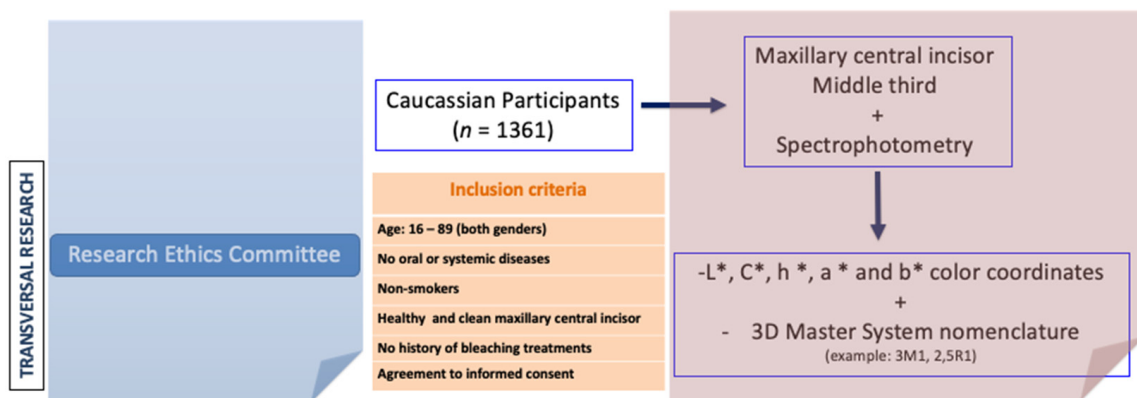 TRANSVERSAL RESEARCH
Research Ethics Committee
Caucassian Participants
(n = 1361)
Inclusion criteria
Age: 16 – 89 (both genders)
No oral or systemic diseases
Non-smokers
Healthy and clean maxillary central incisor
No history of bleaching treatments
Agreement to informed consent
Maxillary central incisor
Middle third
+
Spectrophotometry
-L*, C*, h *, a * and b* color coordinates
+
- 3D Master System nomenclature
(example: 3M1, 2,5R1)